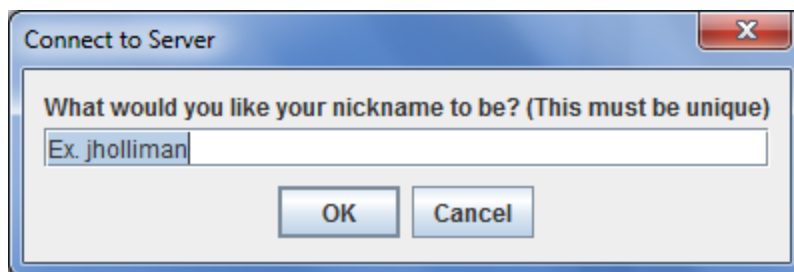 Connect to Server
What would you like your nickname to be? (This must be unique)
Ex. jholliman
OK Cancel